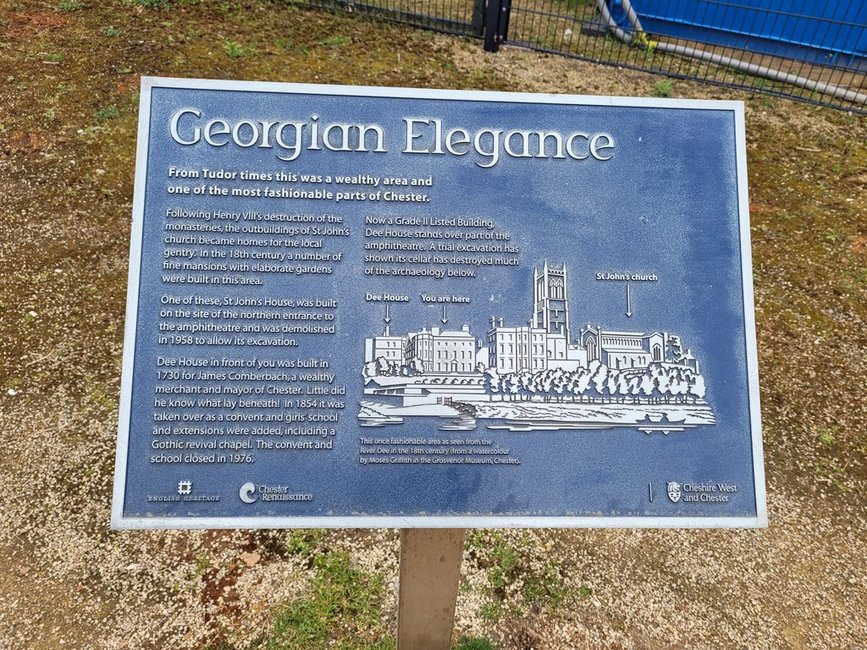 Georgian Elegance
From Tudor times this was a wealthy area and
one of the most fashionable parts of Chester.
Following Henry VIII's destruction of the
monasteries, the outbuildings of St John's
church became homes for the local
gentry. In the 18th century a number of
fine mansions with elaborate gardens
were built in this area.
One of these, St John's House, was built
on the site of the northern entrance to
the amphitheatre and was demolished
in 1958 to allow its excavation.
Dee House in front of you was built in
1730 for James Comberbach, a wealthy
merchant and mayor of Chester. Little did
he know what lay beneath! In 1854 it was
taken over as a convent and girls' school
and extensions were added, including a
Gothic revival chapel. The convent and
school closed in 1976.
Now a Grade II Listed Building,
Dee House stands over part of the
amphitheatre. A trial excavation has
shown its cellar has destroyed much
of the archaeology below.
Dee House
You are here
St John's church
This once fashionable area as seen from the
River Dee in the 18th century (from a watercolour
by Moses Griffith in the Grosvenor Museum, Chester).
ENGLISH HERITAGE
Chester
Renaissance
Cheshire West
and Chester